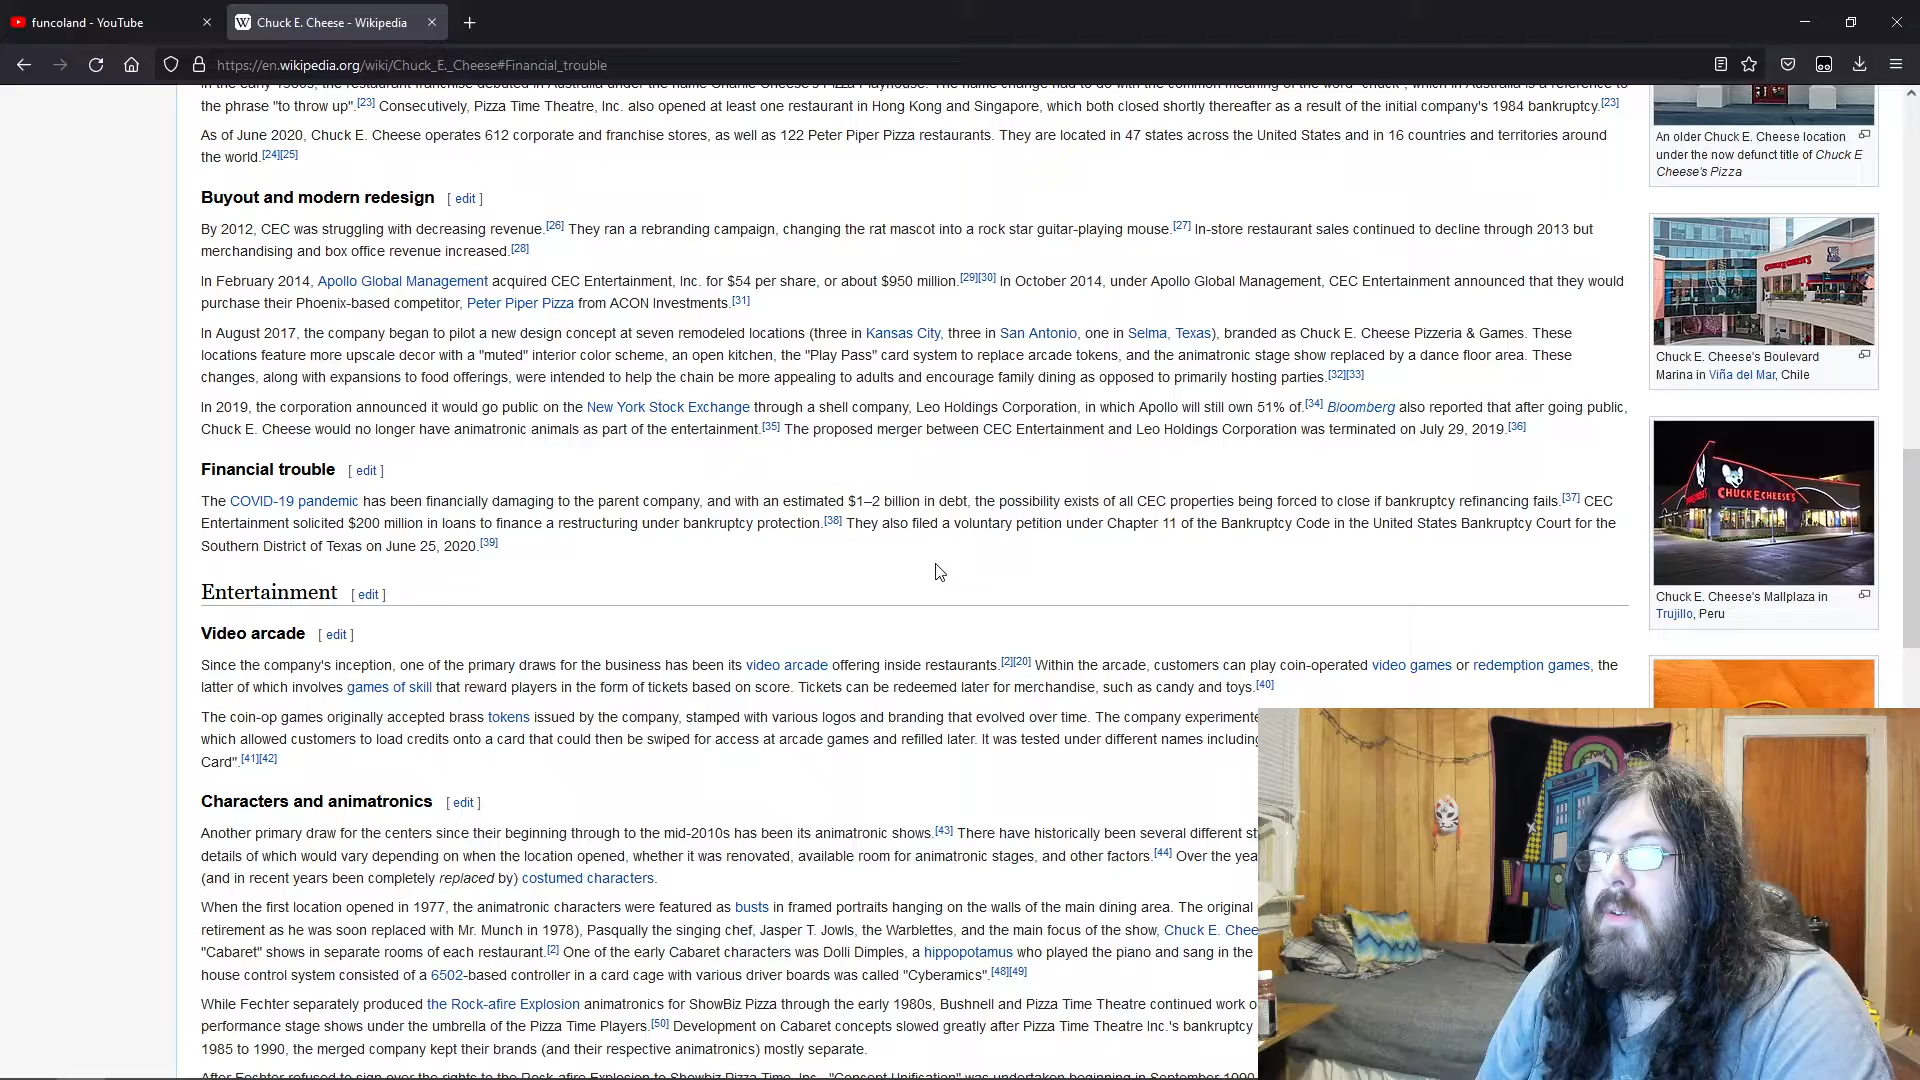 funcoland - YouTube
Chuck E. Cheese - Wikipedia
https://en.wikipedia.org/wiki/Chuck_E._Cheese#Financial_trouble
the phrase "to throw up".[23] Consecutively, Pizza Time Theatre, Inc. also opened at least one restaurant in Hong Kong and Singapore, which both closed shortly thereafter as a result of the initial company's 1984 bankruptcy.[23]
As of June 2020, Chuck E. Cheese operates 612 corporate and franchise stores, as well as 122 Peter Piper Pizza restaurants. They are located in 47 states across the United States and in 16 countries and territories around
the world.[24][25]
Buyout and modern redesign [ edit ]
By 2012, CEC was struggling with decreasing revenue.[26] They ran a rebranding campaign, changing the rat mascot into a rock star guitar-playing mouse.[27] In-store restaurant sales continued to decline through 2013 but
merchandising and box office revenue increased.[28]
In February 2014, Apollo Global Management acquired CEC Entertainment, Inc. for $54 per share, or about $950 million.[29][30] In October 2014, under Apollo Global Management, CEC Entertainment announced that they would
purchase their Phoenix-based competitor, Peter Piper Pizza from ACON Investments.[31]
In August 2017, the company began to pilot a new design concept at seven remodeled locations (three in Kansas City, three in San Antonio, one in Selma, Texas), branded as Chuck E. Cheese Pizzeria & Games. These
locations feature more upscale decor with a "muted" interior color scheme, an open kitchen, the "Play Pass" card system to replace arcade tokens, and the animatronic stage show replaced by a dance floor area. These
changes, along with expansions to food offerings, were intended to help the chain be more appealing to adults and encourage family dining as opposed to primarily hosting parties.[32][33]
In 2019, the corporation announced it would go public on the New York Stock Exchange through a shell company, Leo Holdings Corporation, in which Apollo will still own 51% of.[34] Bloomberg also reported that after going public,
Chuck E. Cheese would no longer have animatronic animals as part of the entertainment.[35] The proposed merger between CEC Entertainment and Leo Holdings Corporation was terminated on July 29, 2019.[36]
Financial trouble [ edit ]
The COVID-19 pandemic has been financially damaging to the parent company, and with an estimated $1–2 billion in debt, the possibility exists of all CEC properties being forced to close if bankruptcy refinancing fails.[37] CEC
Entertainment solicited $200 million in loans to finance a restructuring under bankruptcy protection.[38] They also filed a voluntary petition under Chapter 11 of the Bankruptcy Code in the United States Bankruptcy Court for the
Southern District of Texas on June 25, 2020.[39]
Entertainment [ edit ]
Video arcade [ edit ]
Since the company's inception, one of the primary draws for the business has been its video arcade offering inside restaurants.[2][20] Within the arcade, customers can play coin-operated video games or redemption games, the
latter of which involves games of skill that reward players in the form of tickets based on score. Tickets can be redeemed later for merchandise, such as candy and toys.[40]
The coin-op games originally accepted brass tokens issued by the company, stamped with various logos and branding that evolved over time. The company experimente
which allowed customers to load credits onto a card that could then be swiped for access at arcade games and refilled later. It was tested under different names including
Card".[41][42]
Characters and animatronics [ edit ]
Another primary draw for the centers since their beginning through to the mid-2010s has been its animatronic shows.[43] There have historically been several different st
details of which would vary depending on when the location opened, whether it was renovated, available room for animatronic stages, and other factors.[44] Over the yea
(and in recent years been completely replaced by) costumed characters.
When the first location opened in 1977, the animatronic characters were featured as busts in framed portraits hanging on the walls of the main dining area. The original
retirement as he was soon replaced with Mr. Munch in 1978), Pasqually the singing chef, Jasper T. Jowls, the Warblettes, and the main focus of the show, Chuck E. Chee
"Cabaret" shows in separate rooms of each restaurant.[2] One of the early Cabaret characters was Dolli Dimples, a hippopotamus who played the piano and sang in the
house control system consisted of a 6502-based controller in a card cage with various driver boards was called "Cyberamics".[48][49]
While Fechter separately produced the Rock-afire Explosion animatronics for ShowBiz Pizza through the early 1980s, Bushnell and Pizza Time Theatre continued work o
performance stage shows under the umbrella of the Pizza Time Players.[50] Development on Cabaret concepts slowed greatly after Pizza Time Theatre Inc.'s bankruptcy
1985 to 1990, the merged company kept their brands (and their respective animatronics) mostly separate.
An older Chuck E. Cheese location
under the now defunct title of Chuck E
Cheese's Pizza
Chuck E. Cheese's Boulevard
Marina in Viña del Mar, Chile
CHUCK E. CHEESE'S
Chuck E. Cheese's Mallplaza in
Trujillo, Peru